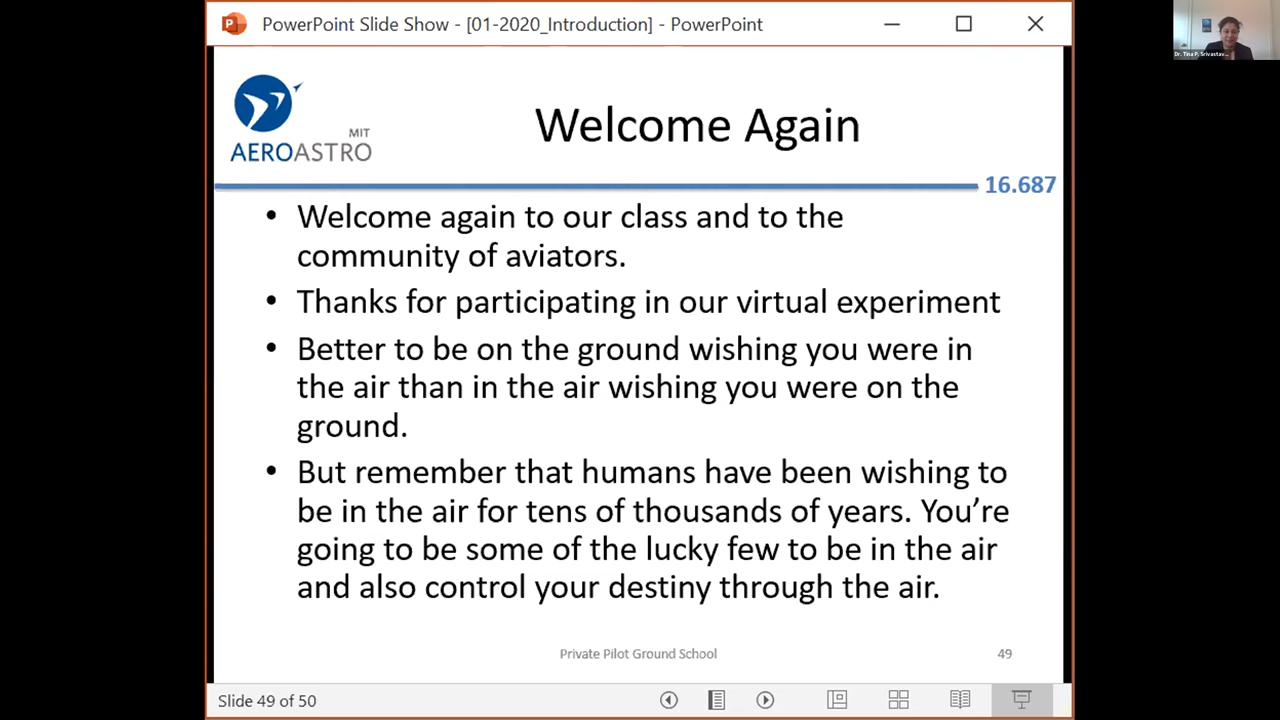 PowerPoint Slide Show - [01-2020_Introduction] - PowerPoint
Dr. Tina P. Srivastav...
MIT
AEROASTRO
Welcome Again
16.687
• Welcome again to our class and to the
community of aviators.
• Thanks for participating in our virtual experiment
• Better to be on the ground wishing you were in
the air than in the air wishing you were on the
ground.
• But remember that humans have been wishing to
be in the air for tens of thousands of years. You’re
going to be some of the lucky few to be in the air
and also control your destiny through the air.
Private Pilot Ground School
49
Slide 49 of 50